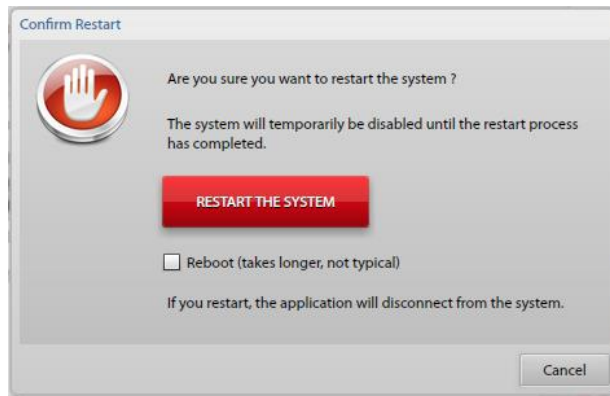 Confirm Restart
Are you sure you want to restart the system ?
The system will temporarily be disabled until the restart process
has completed.
RESTART THE SYSTEM
Reboot (takes longer, not typical)
If you restart, the application will disconnect from the system.
Cancel